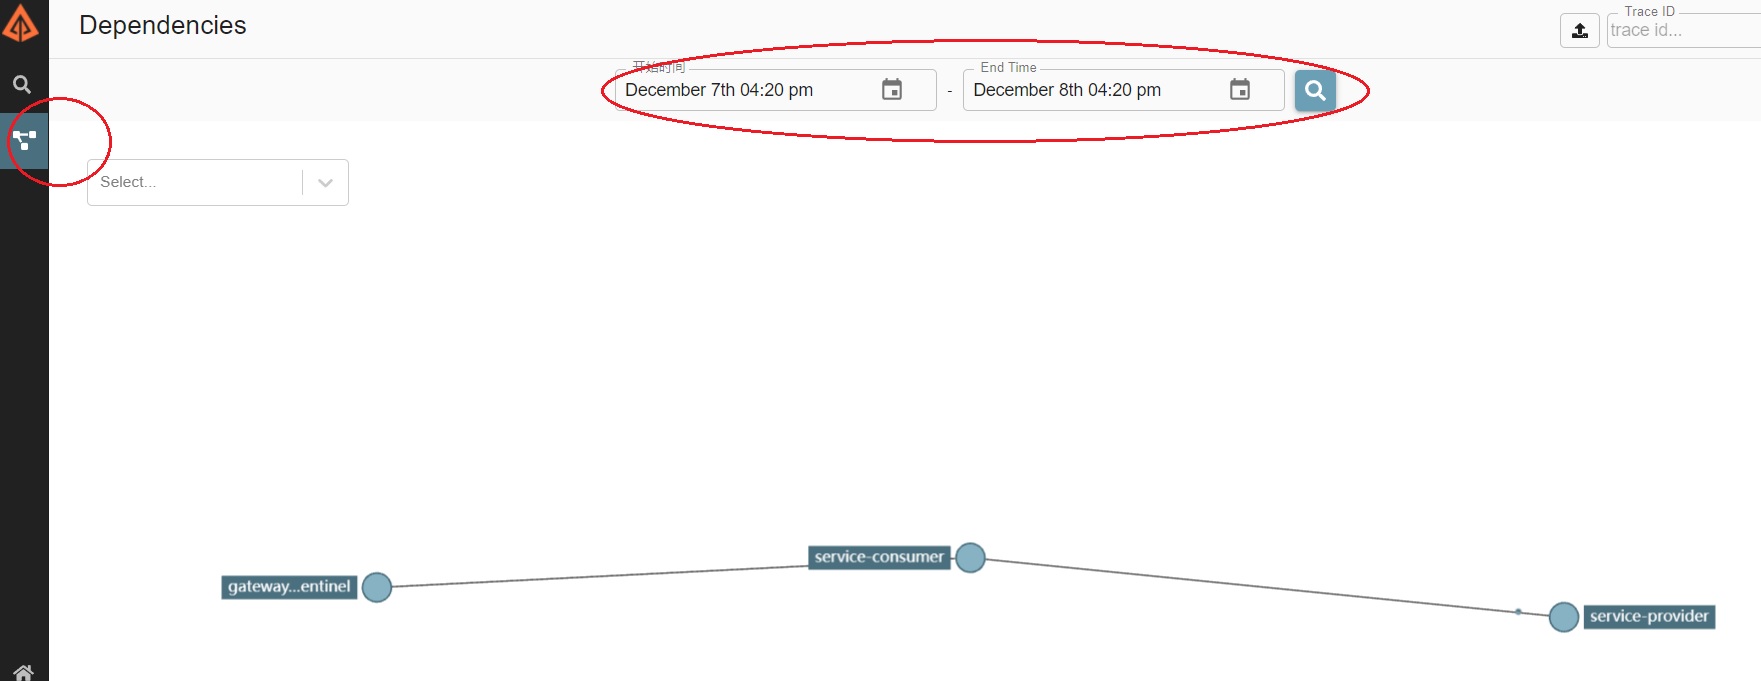 Dependencies
Trace ID
trace id...
开始时间
End Time
December 7th 04:20 pm
-
December 8th 04:20 pm
Select...
service-consumer
gateway...entinel
service-provider